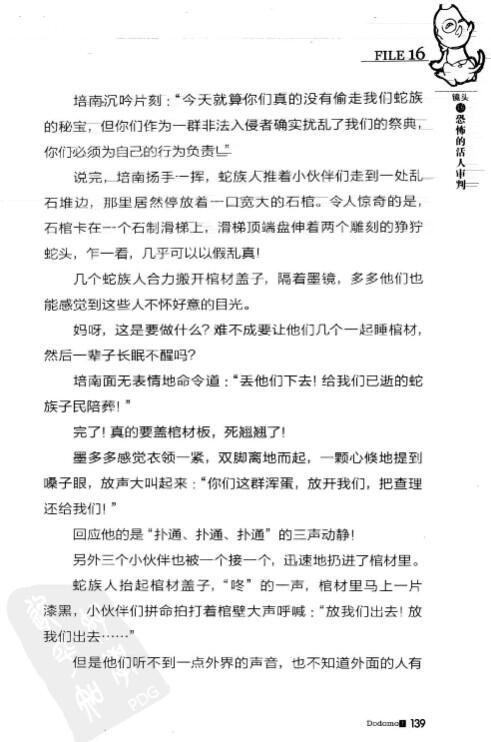 FILE 16
镜头
恐怖的活人审判
培南沉吟片刻：“今天就算你们真的没有偷走我们蛇族
的秘宝，但你们作为一群非法入侵者确实扰乱了我们的祭典，
你们必须为自己的行为负责！”
说完，培南扬手一挥，蛇族人推着小伙伴们走到一处乱
石堆边，那里居然停放着一口宽大的石棺。令人惊奇的是，
石棺卡在一个石制滑梯上，滑梯顶端盘伸着两个雕刻的狰狞
蛇头，乍一看，几乎可以以假乱真！
几个蛇族人合力搬开棺材盖子，隔着墨镜，多多他们也
能感觉到这些人不怀好意的目光。
妈呀，这是要做什么？难不成要让他们几个一起睡棺材，
然后一辈子长眠不醒吗？
培南面无表情地命令道：“丢他们下去！给我们已逝的蛇
族子民陪葬！”
完了！真的要盖棺材板，死翘翘了！
墨多多感觉衣领一紧，双脚离地而起，一颗心倏地提到
嗓子眼，放声大叫起来：“你们这群浑蛋，放开我们，把查理
还给我们！”
回应他的是“扑通、扑通、扑通”的三声动静！
另外三个小伙伴也被一个接一个，迅速地扔进了棺材里。
蛇族人抬起棺材盖子，“咚”的一声，棺材里马上一片
漆黑，小伙伴们拼命拍打着棺壁大声呼喊：“放我们出去！放
我们出去……”
但是他们听不到一点外界的声音，也不知道外面的人有
PDG
Dodomo 139